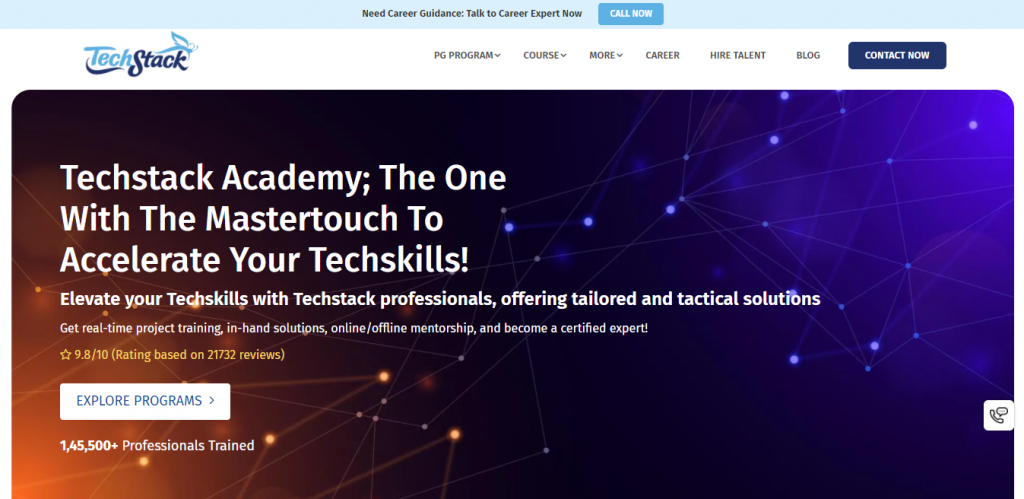 Need Career Guidance: Talk to Career Expert Now
CALL NOW
TechStack
PG PROGRAM
COURSE
MORE
CAREER
HIRE TALENT
BLOG
CONTACT NOW
Techstack Academy; The One
With The Mastertouch To
Accelerate Your Techskills!
Elevate your Techskills with Techstack professionals, offering tailored and tactical solutions
Get real-time project training, in-hand solutions, online/offline mentorship, and become a certified expert!
9.8/10 (Rating based on 21732 reviews)
EXPLORE PROGRAMS
1,45,500+ Professionals Trained